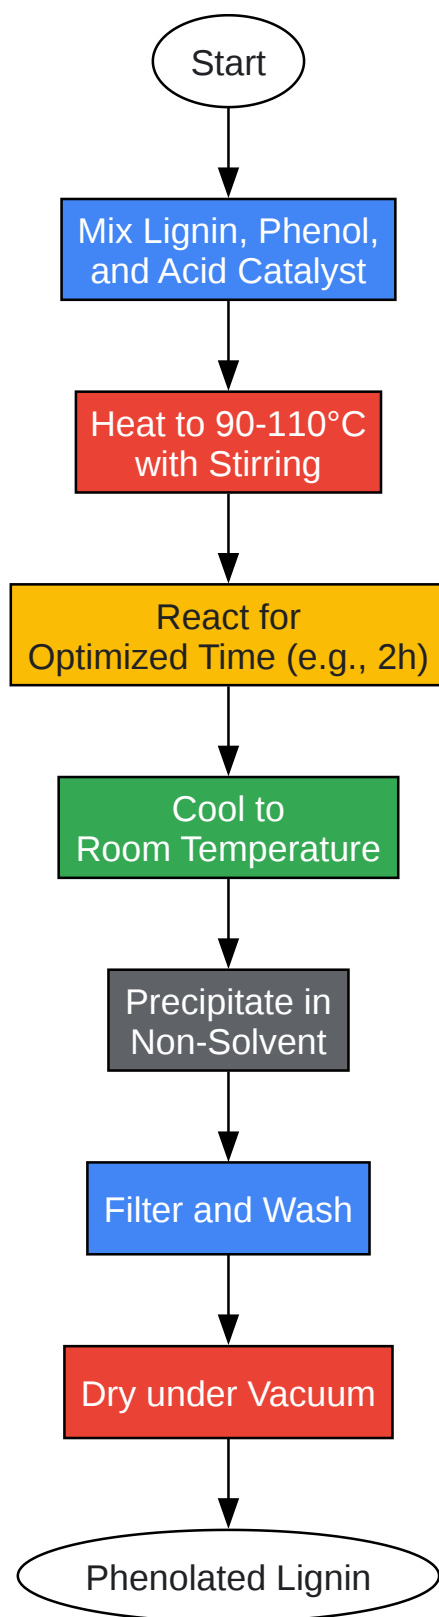 Start
Mix Lignin, Phenol,
and Acid Catalyst
Heat to 90-110°C
with Stirring
React for
Optimized Time (e.g., 2h)
Cool to
Room Temperature
Precipitate in
Non-Solvent
Filter and Wash
Dry under Vacuum
Phenolated Lignin